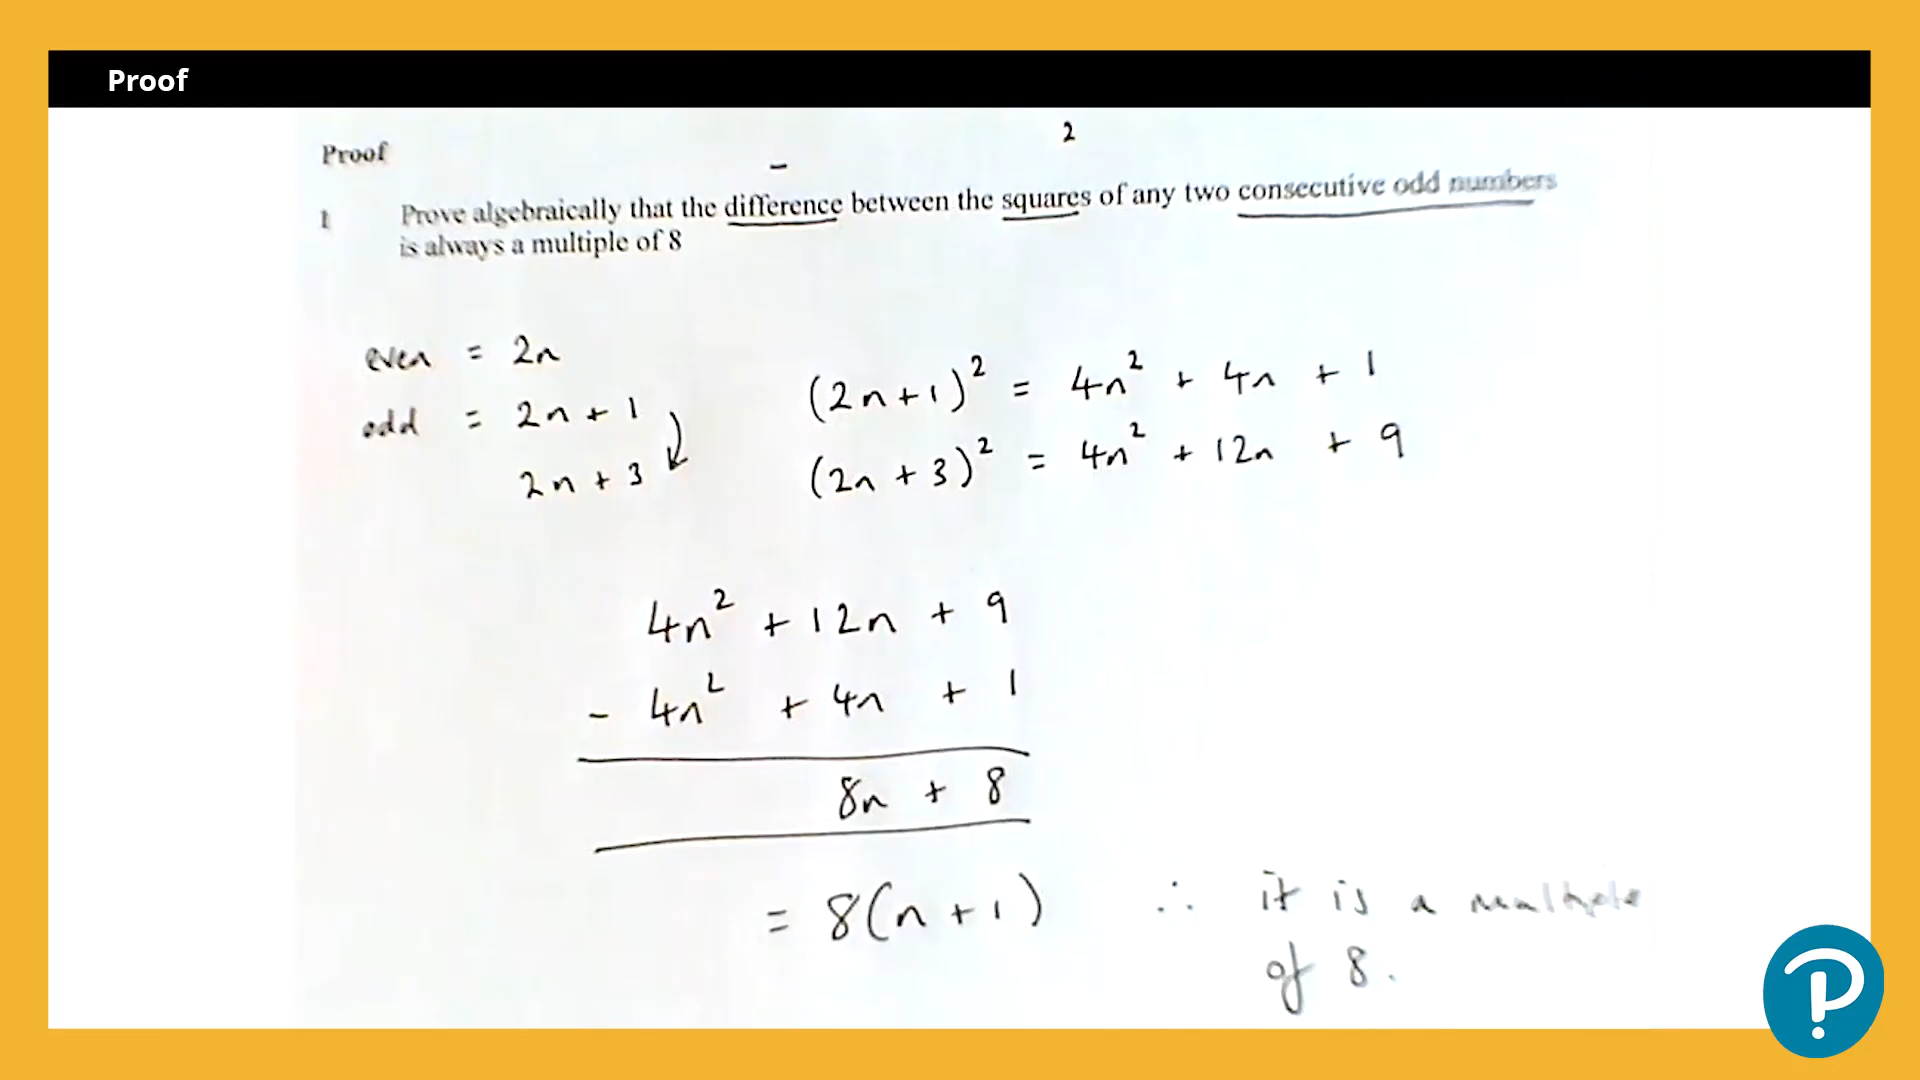 Proof
Proof
2
-
1 Prove algebraically that the difference between the squares of any two consecutive odd numbers
is always a multiple of 8
even = 2n
odd = 2n + 1
2n + 3
(2n+1)² = 4n² + 4n + 1
(2n + 3)² = 4n² + 12n + 9
4n² + 12n + 9
- 4n² + 4n + 1
8n + 8
= 8(n + 1) ∴ it is a multiple
of 8.
P